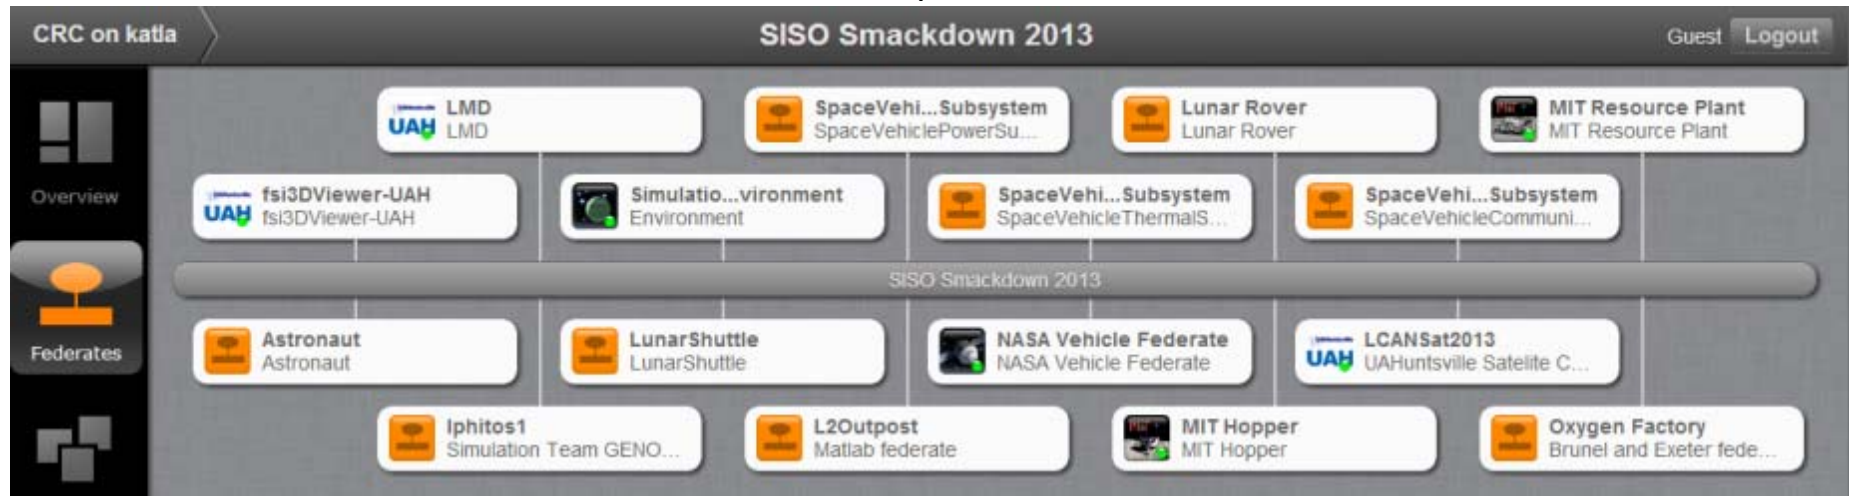 CRC on katla
SISO Smackdown 2013
Guest Logout
LMD
LMD
SpaceVehi...Subsystem
SpaceVehiclePowerSu...
Lunar Rover
Lunar Rover
MIT Resource Plant
MIT Resource Plant
Overview
UAH
fsi3DViewer-UAH
fsi3DViewer-UAH
Simulatio...vironment
Environment
SpaceVehi...Subsystem
SpaceVehicleThermalS...
SpaceVehi...Subsystem
SpaceVehicleCommuni...
UAH
SISO Smackdown 2013
Federates
Astronaut
Astronaut
LunarShuttle
LunarShuttle
NASA Vehicle Federate
NASA Vehicle Federate
UAH
LCANSat2013
UAHuntsville Satelite C...
Iphitos1
Simulation Team GENO...
L2Outpost
Matlab federate
MIT Hopper
MIT Hopper
Oxygen Factory
Brunel and Exeter fede...